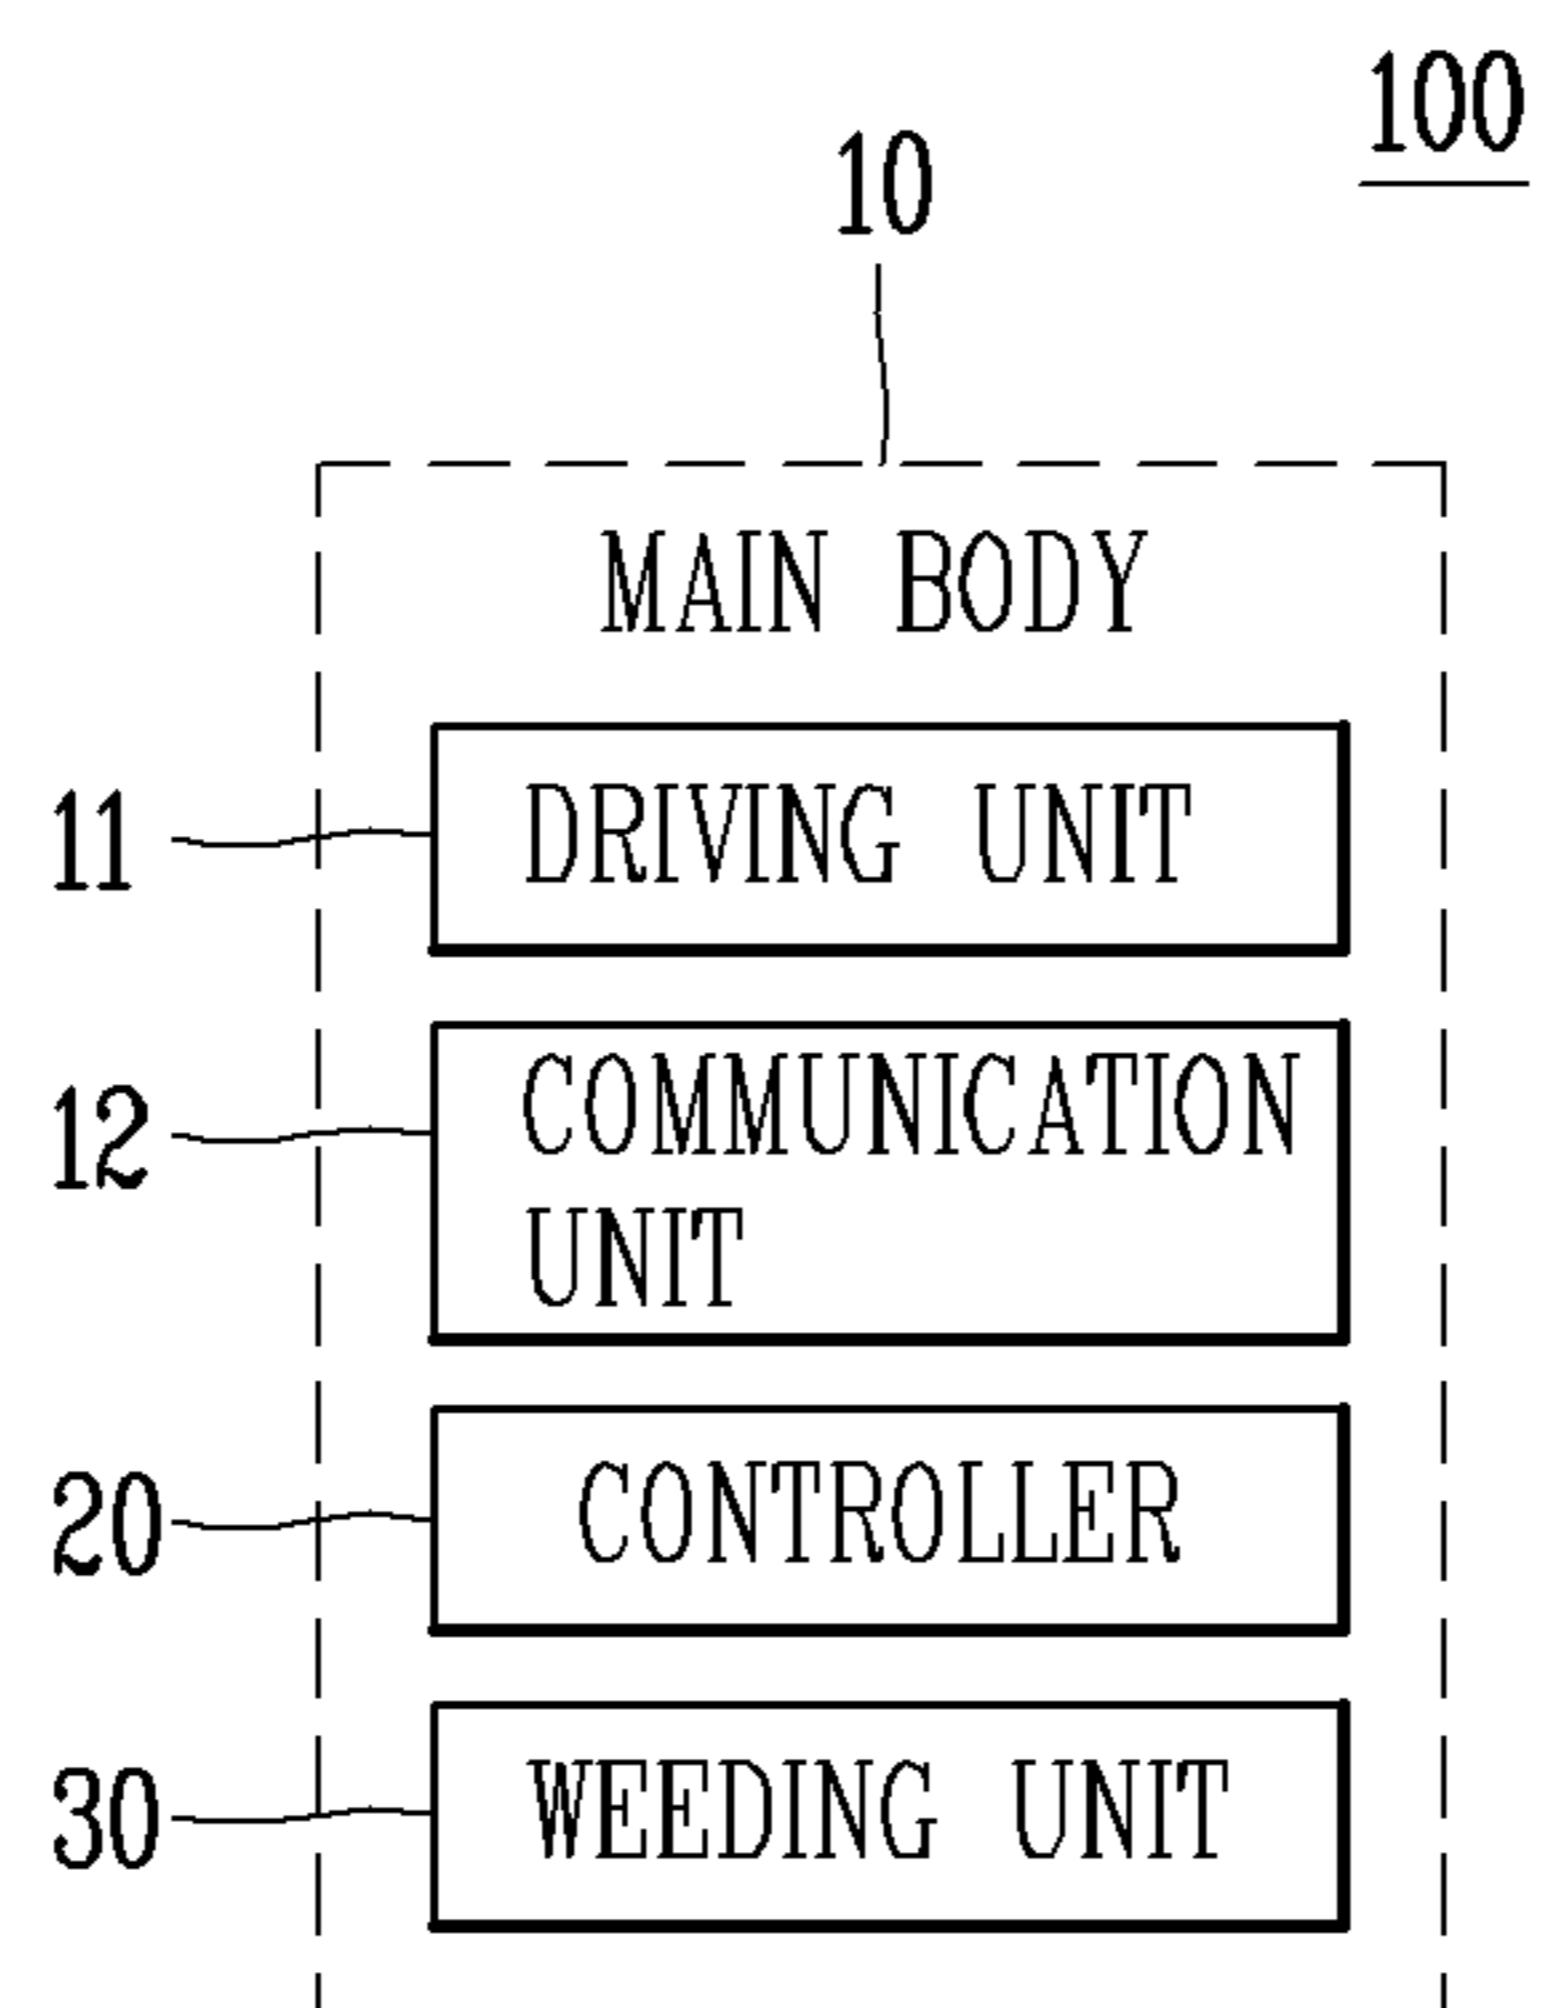 100
10
MAIN BODY
11
DRIVING UNIT
12
COMMUNICATION
UNIT
20
CONTROLLER
30
WEEDING UNIT